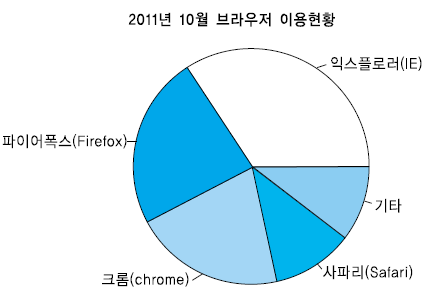 2011년 10월 브라우저 이용현황
익스플로러(IE)
파이어폭스(Firefox)
기타
사파리(Safari)
크롬(chrome)